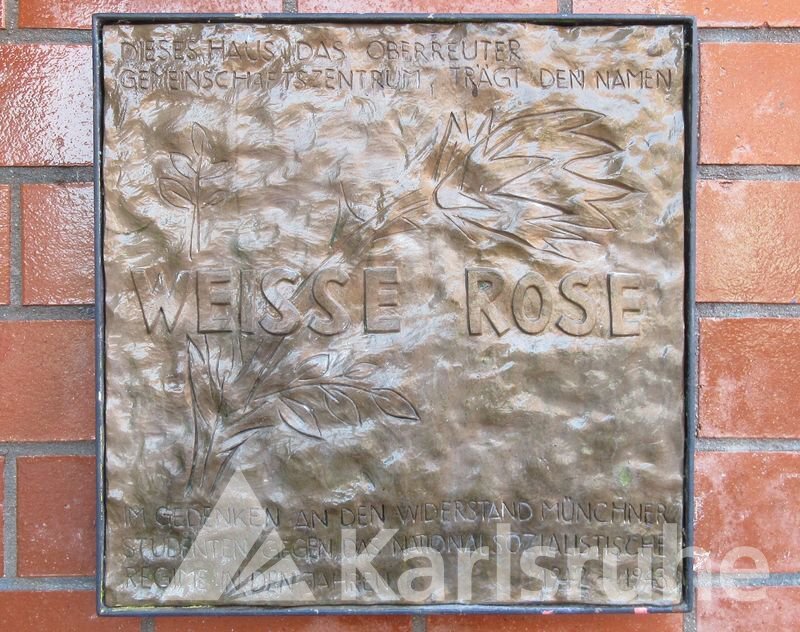 DIESES HAUS DAS OBERREUTER
GEMEINSCHAFTSZENTRUM, TRÄGT DEN NAMEN
WEISSE ROSE
IM GEDENKEN AN DEN WIDERSTAND MÜNCHNER
STUDENTEN GEGEN DAS NATIONALSOZIALISTISCHE
REGIME IN DEN JAHREN 1943
Karlsruhe